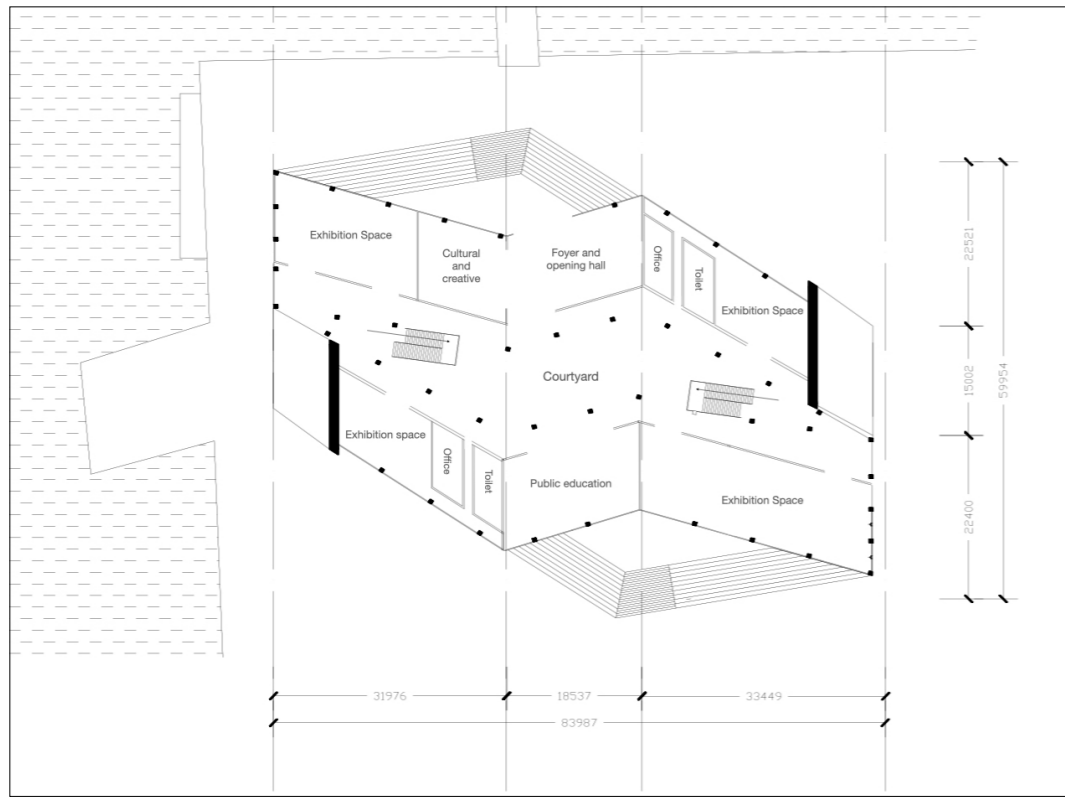 Exhibition Space
Cultural
and
creative
Foyer and
opening hall
Office
Toilet
Exhibition Space
Courtyard
Exhibition space
Office
Toilet
Public education
Exhibition Space
22521
15002
22400
59954
31976
18537
33449
83987